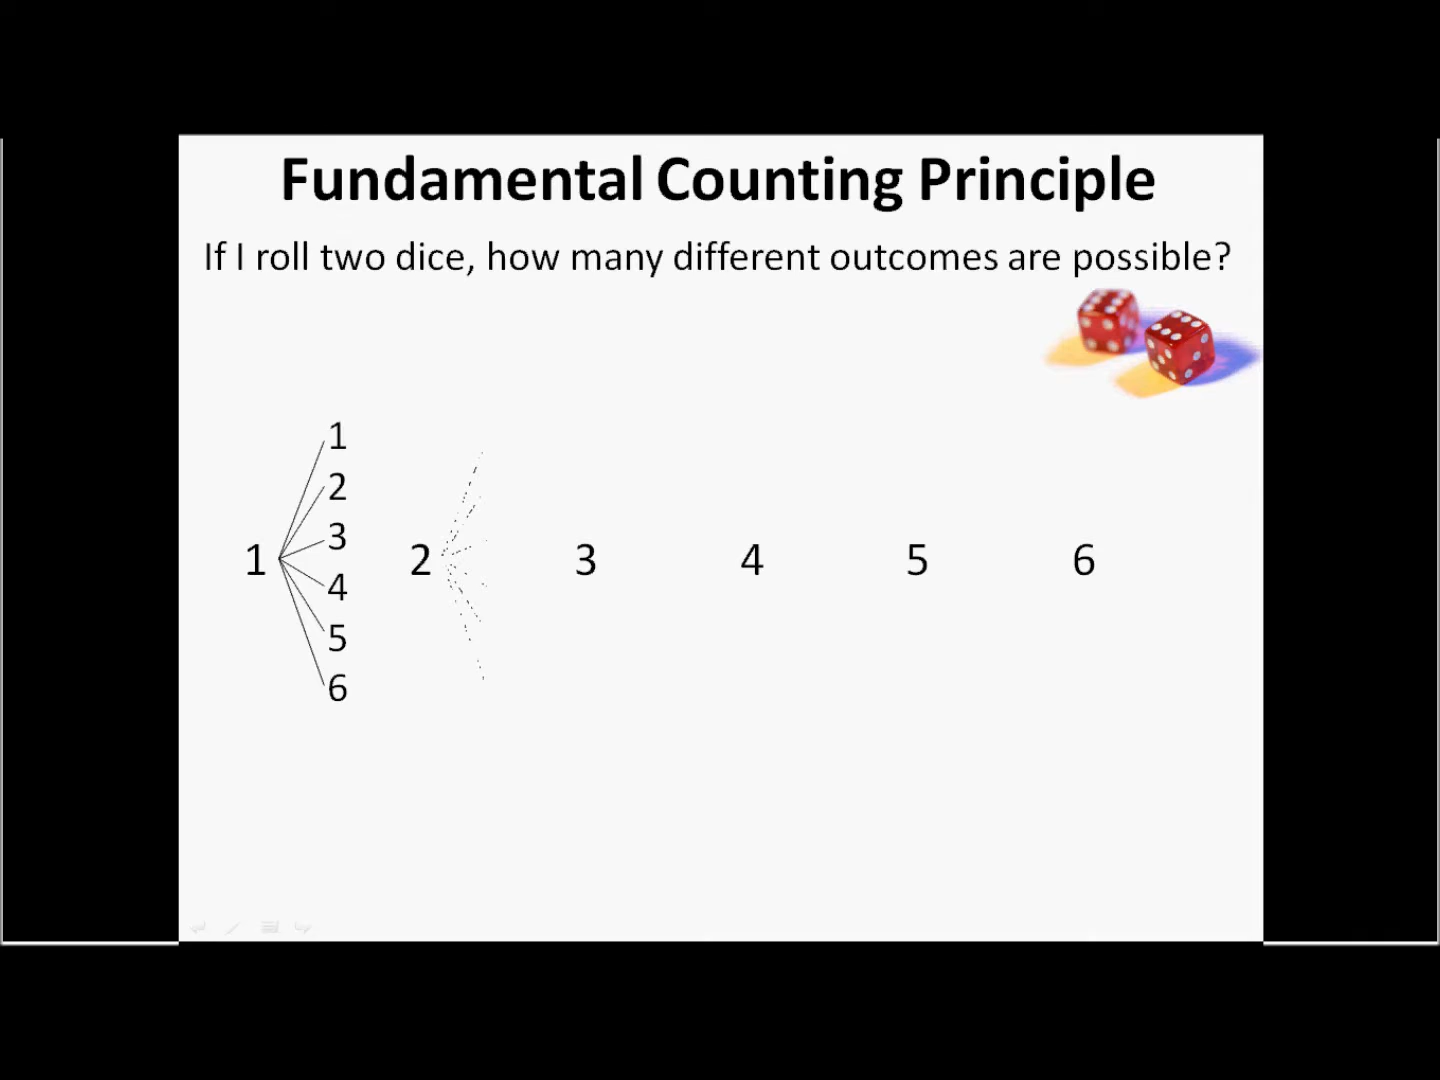 Fundamental Counting Principle
If I roll two dice, how many different outcomes are possible?
1
2
3
4
5
6
1 2 3 4 5 6